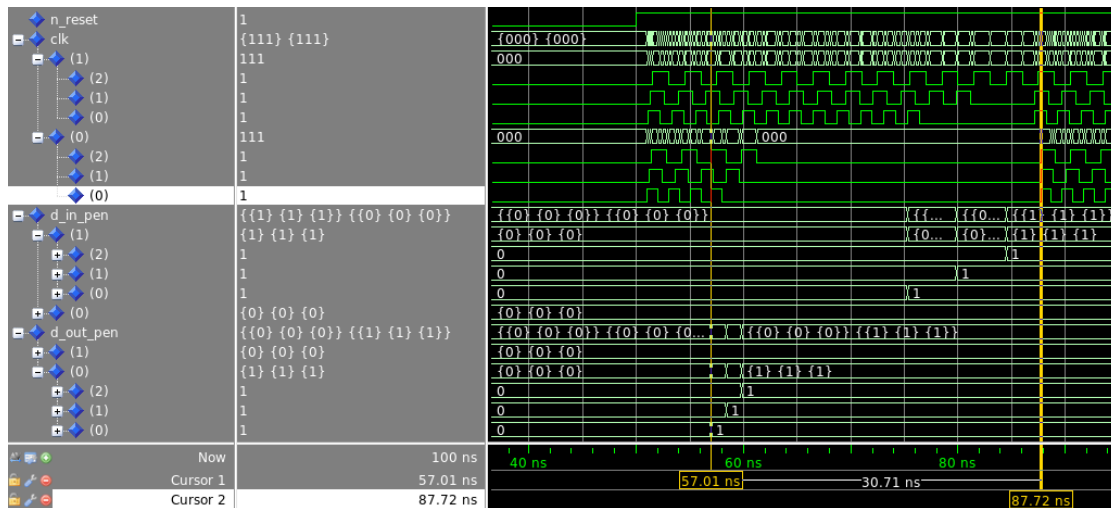 n_reset 1
clk {111} {111} {000} {000}
(1) 111 000
(2) 1
(1) 1
(0) 1
(0) 111 000 000
(2) 1
(1) 1
(0) 1
d_in_pen {{1} {1} {1}} {{0} {0} {0}} {{0} {0} {0}} {{0} {0} {0}} {{... {{0... {{1} {1} {1}}
(1) {1} {1} {1} {0} {0} {0} {0... {0}... {1} {1} {1}
(2) 1 0 1
(1) 1 0 1
(0) 1 0 1
(0) {0} {0} {0} {0} {0} {0}
d_out_pen {{0} {0} {0}} {{1} {1} {1}} {{0} {0} {0}} {{0} {0} {0... {{0} {0} {0}} {{1} {1} {1}}
(1) {0} {0} {0} {0} {0} {0}
(0) {1} {1} {1} {0} {0} {0} {1} {1} {1}
(2) 1 0 1
(1) 1 0 1
(0) 1 0 1
Now 100 ns 40 ns 60 ns 80 ns
Cursor 1 57.01 ns 57.01 ns 30.71 ns
Cursor 2 87.72 ns 87.72 ns